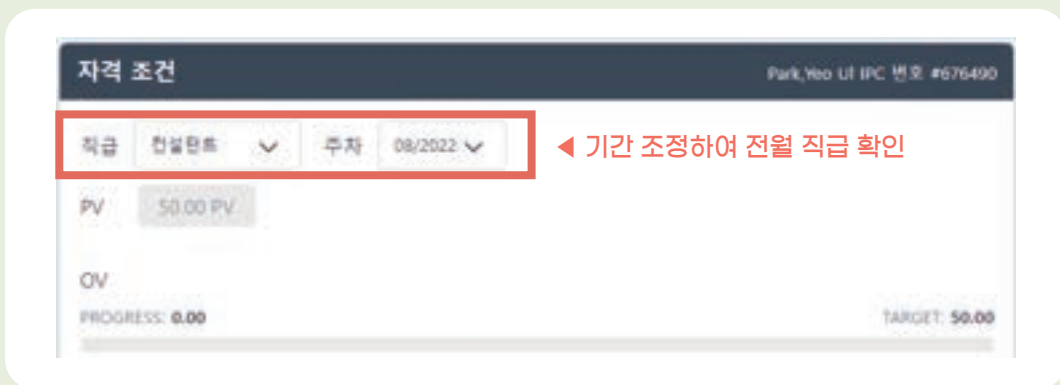 자격 조건
Park,Yeo Ul IPC 번호 #676490
직급 컨설턴트 주차 08/2022 ◀ 기간 조정하여 전월 직급 확인
PV 50.00 PV
OV
PROGRESS: 0.00 TARGET: 50.00